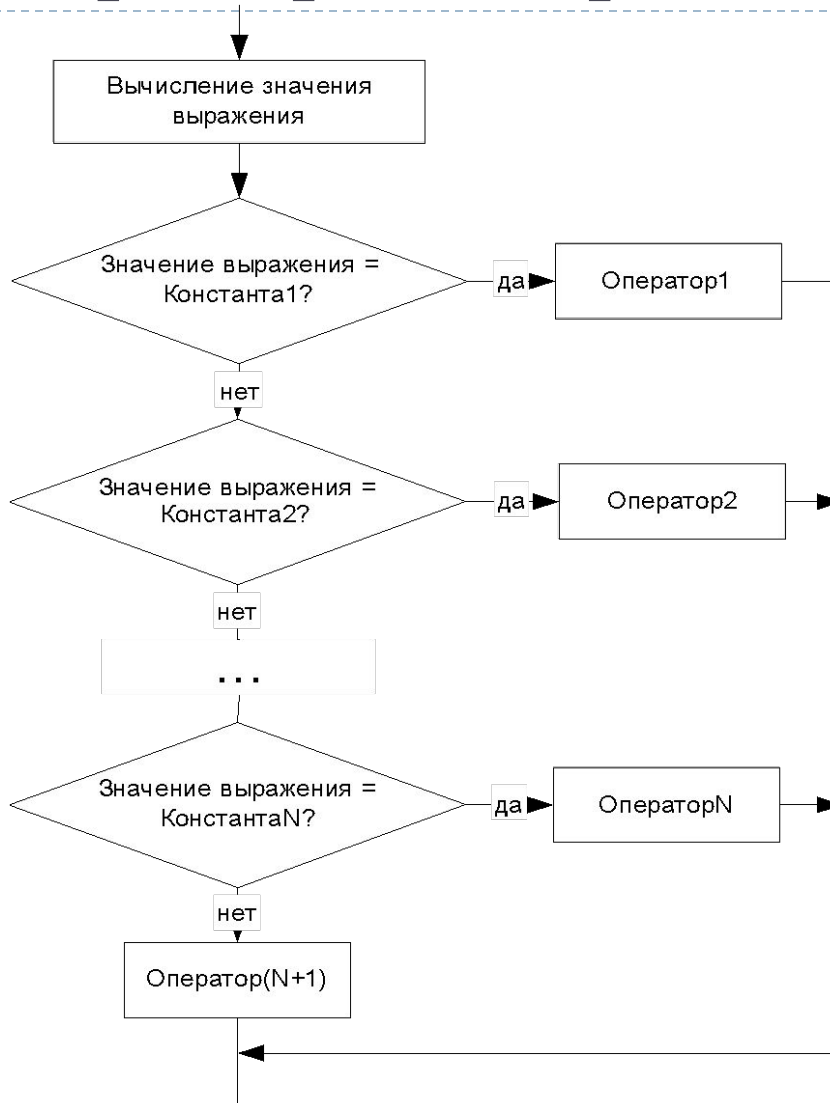 Вычисление значения
выражения
Значение выражения =
Константа1?
да
Оператор1
нет
Значение выражения =
Константа2?
да
Оператор2
нет
...
Значение выражения =
КонстантаN?
да
ОператорN
нет
Оператор(N+1)